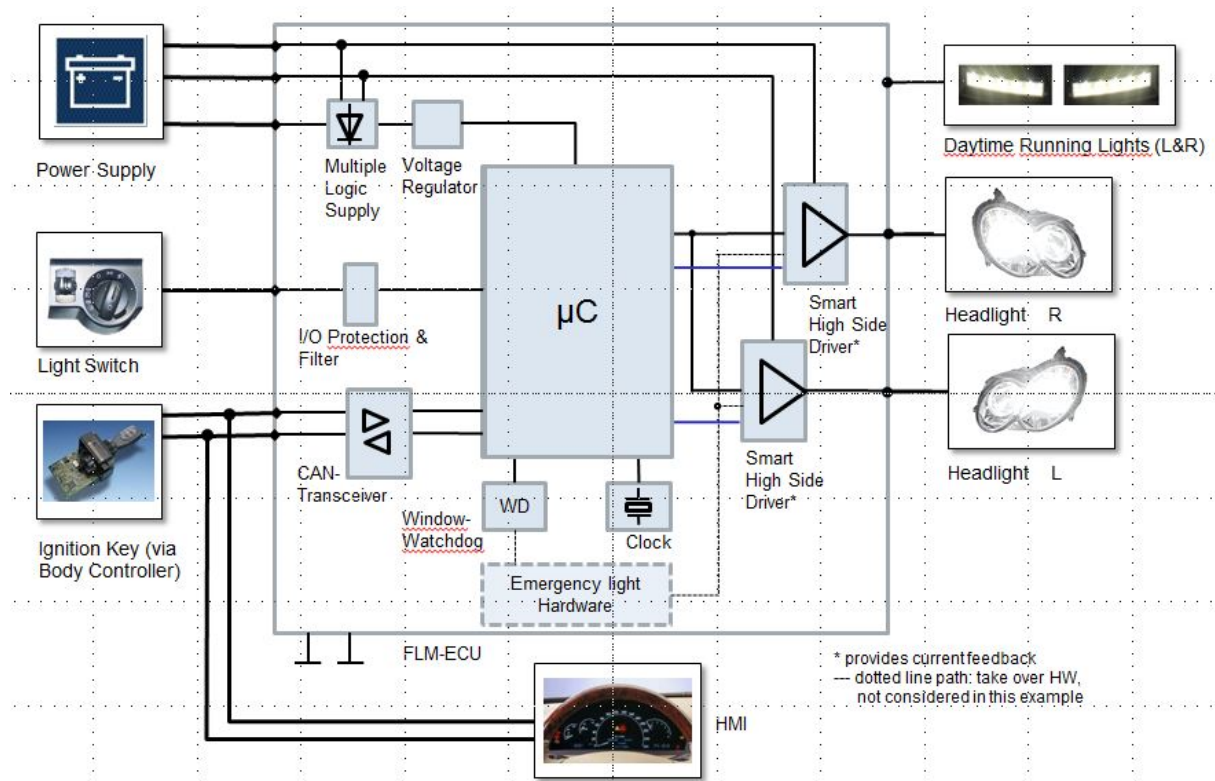 Power Supply
Multiple
Logic
Supply
Voltage
Regulator
Daytime Running Lights (L&R)
Light Switch
I/O Protection &
Filter
µC
Smart
High Side
Driver*
Headlight R
Smart
High Side
Driver*
Headlight L
CAN-
Transceiver
Ignition Key (via
Body Controller)
Window-
Watchdog
WD
Clock
Emergency light
Hardware
FLM-ECU
* provides current feedback
--- dotted line path: take over HW,
not considered in this example
HMI